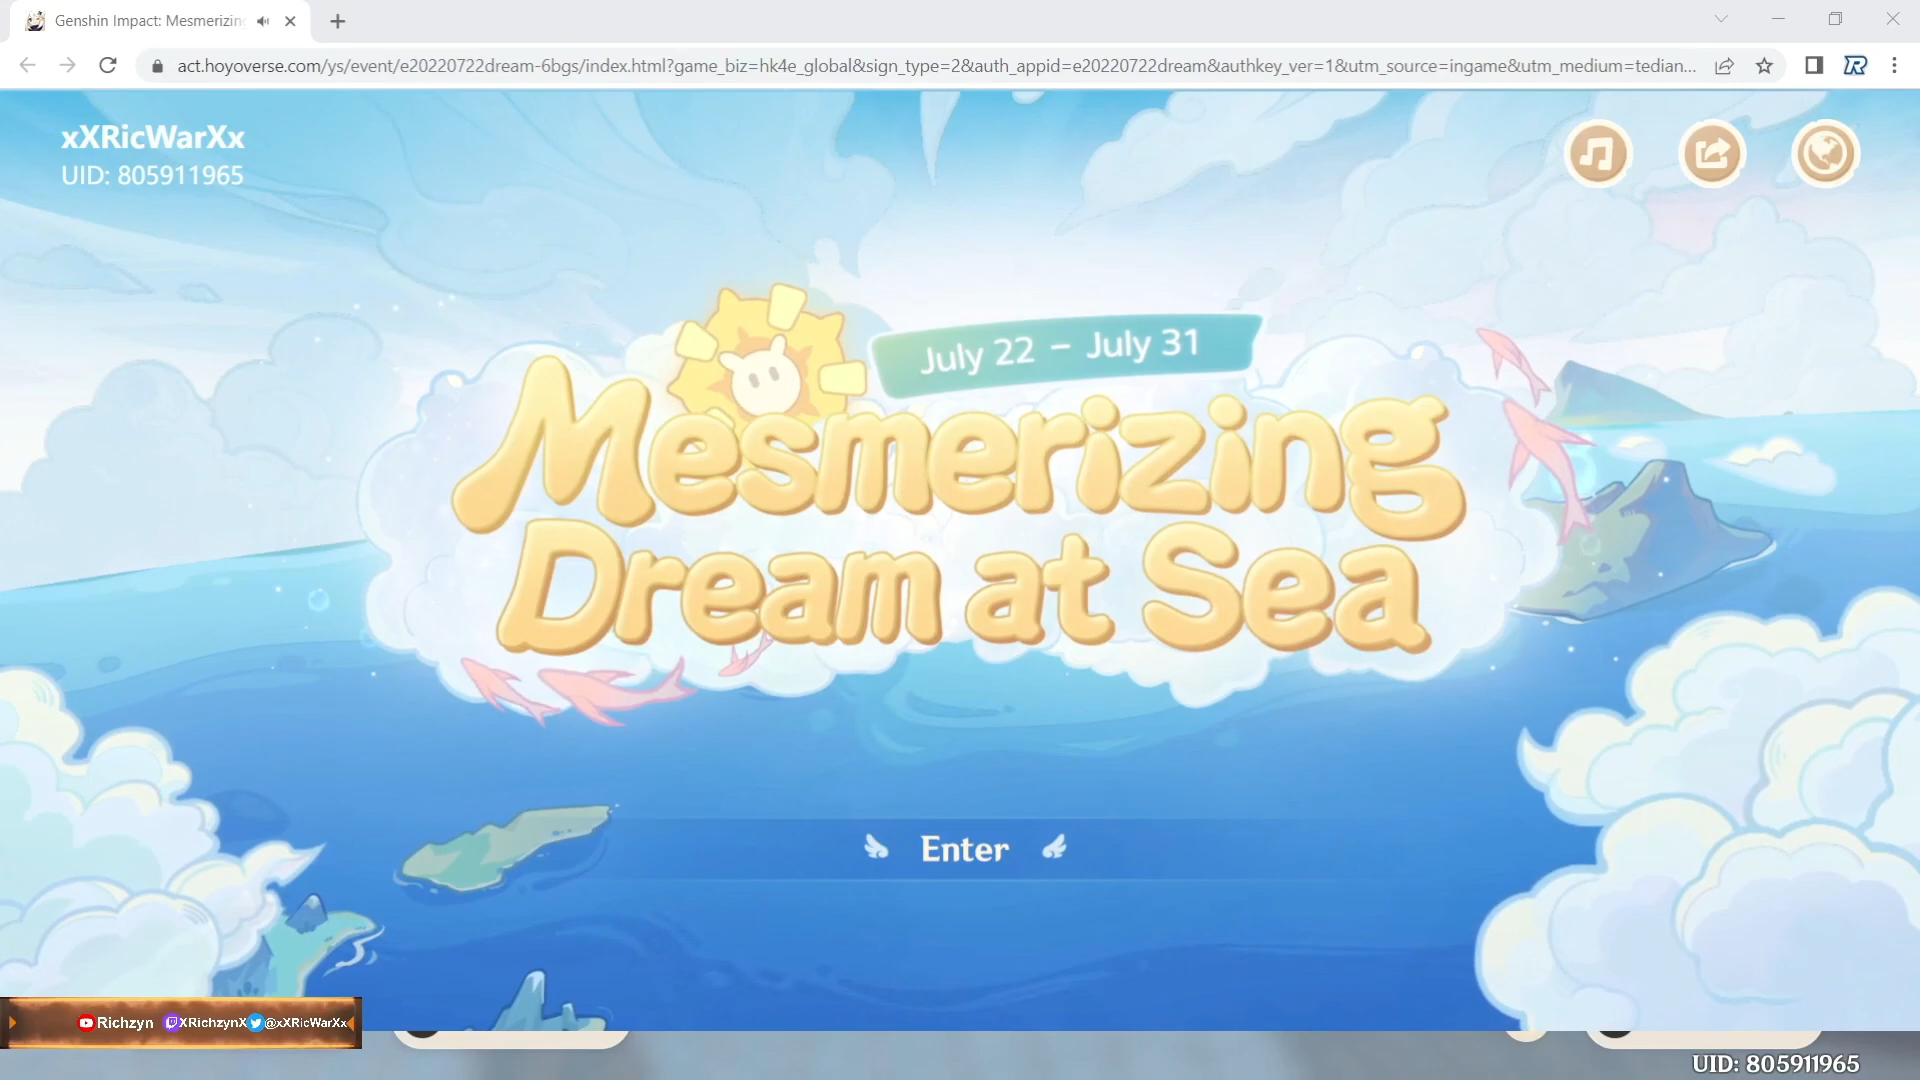 Genshin Impact: Mesmerizin
act.hoyoverse.com/ys/event/e20220722dream-6bgs/index.html?game_biz=hk4e_global&sign_type=2&auth_appid=e20220722dream&authkey_ver=1&utm_source=ingame&utm_medium=tedian...
xXRicWarXx
UID: 805911965
July 22 – July 31
Mesmerizing
Dream at Sea
Enter
Richzyn XRichzynX @xXRicWarXx
UID: 805911965